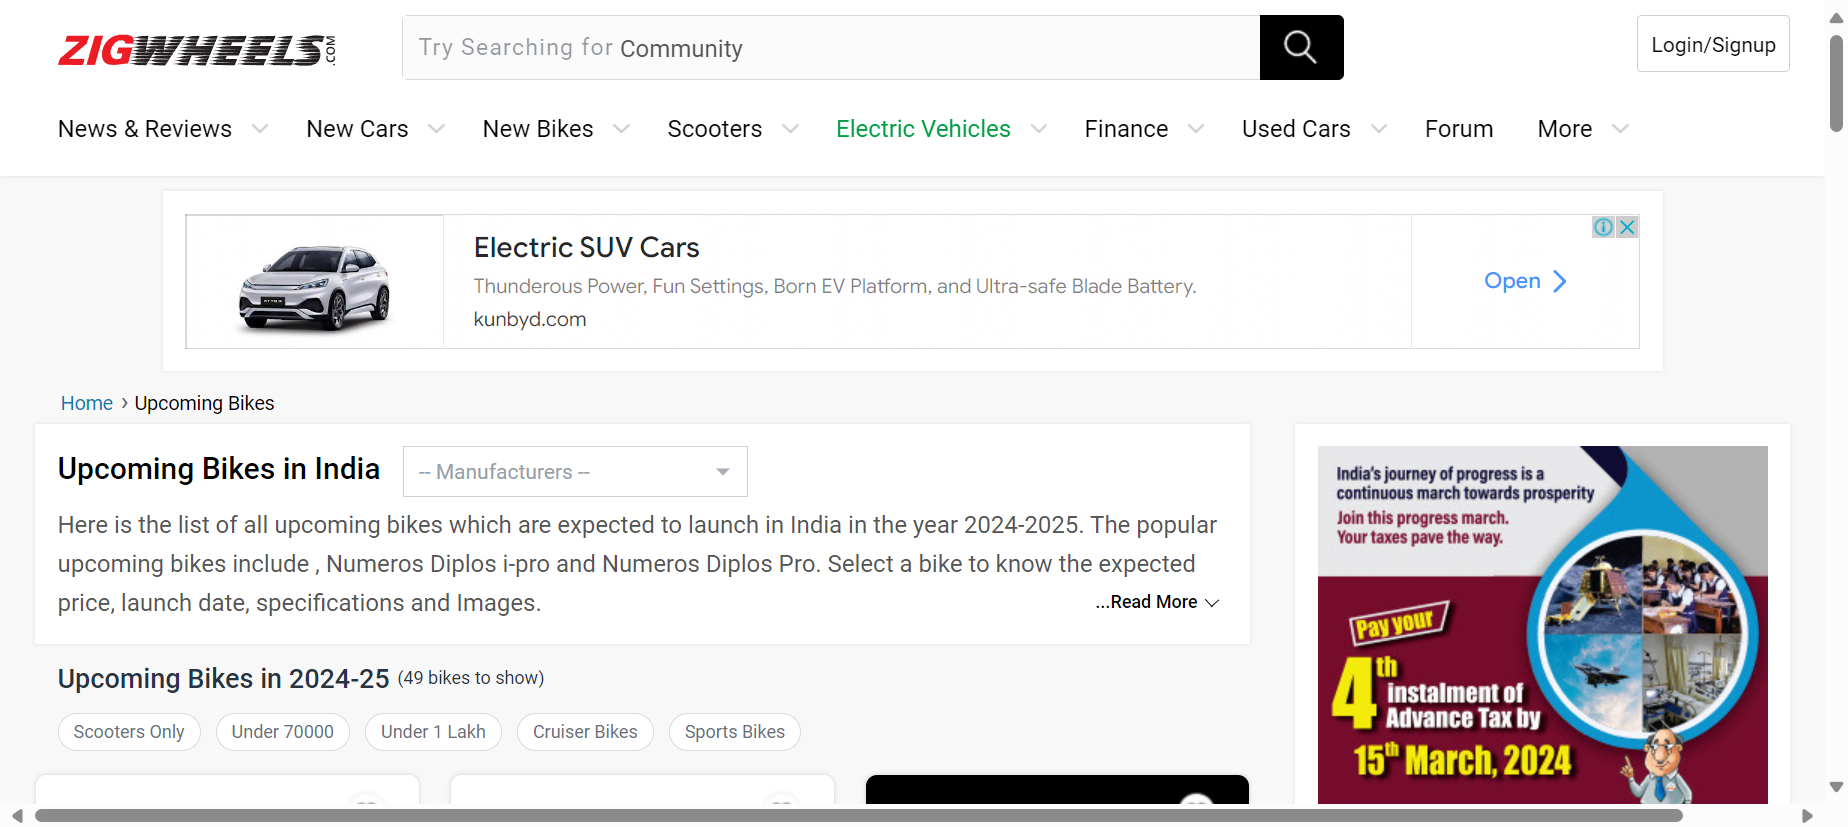 ZIGWHEELS.COM
Try Searching for Community
Login/Signup
News & Reviews New Cars New Bikes Scooters Electric Vehicles Finance Used Cars Forum More
Electric SUV Cars
Thunderous Power, Fun Settings, Born EV Platform, and Ultra-safe Blade Battery.
kunbyd.com
Open
Home › Upcoming Bikes
Upcoming Bikes in India
-- Manufacturers --
Here is the list of all upcoming bikes which are expected to launch in India in the year 2024-2025. The popular
upcoming bikes include , Numeros Diplos i-pro and Numeros Diplos Pro. Select a bike to know the expected
price, launch date, specifications and Images.
...Read More
Upcoming Bikes in 2024-25 (49 bikes to show)
Scooters Only Under 70000 Under 1 Lakh Cruiser Bikes Sports Bikes
India's journey of progress is a
continuous march towards prosperity
Join this progress march.
Your taxes pave the way.
Pay your
4th
instalment of
Advance Tax by
15th March, 2024